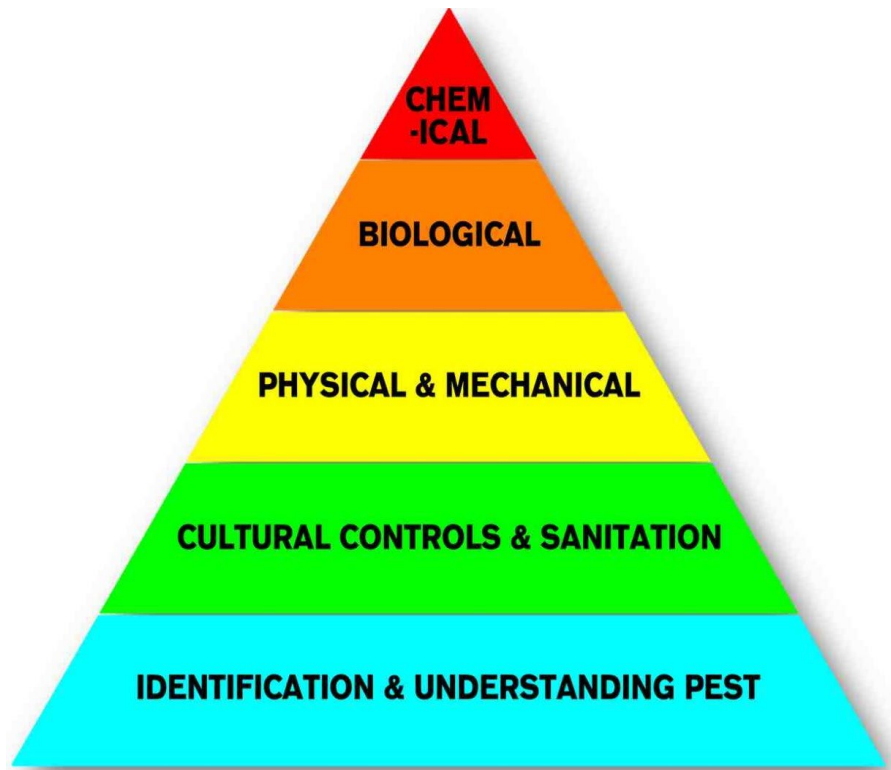 CHEM
-ICAL
BIOLOGICAL
PHYSICAL & MECHANICAL
CULTURAL CONTROLS & SANITATION
IDENTIFICATION & UNDERSTANDING PEST